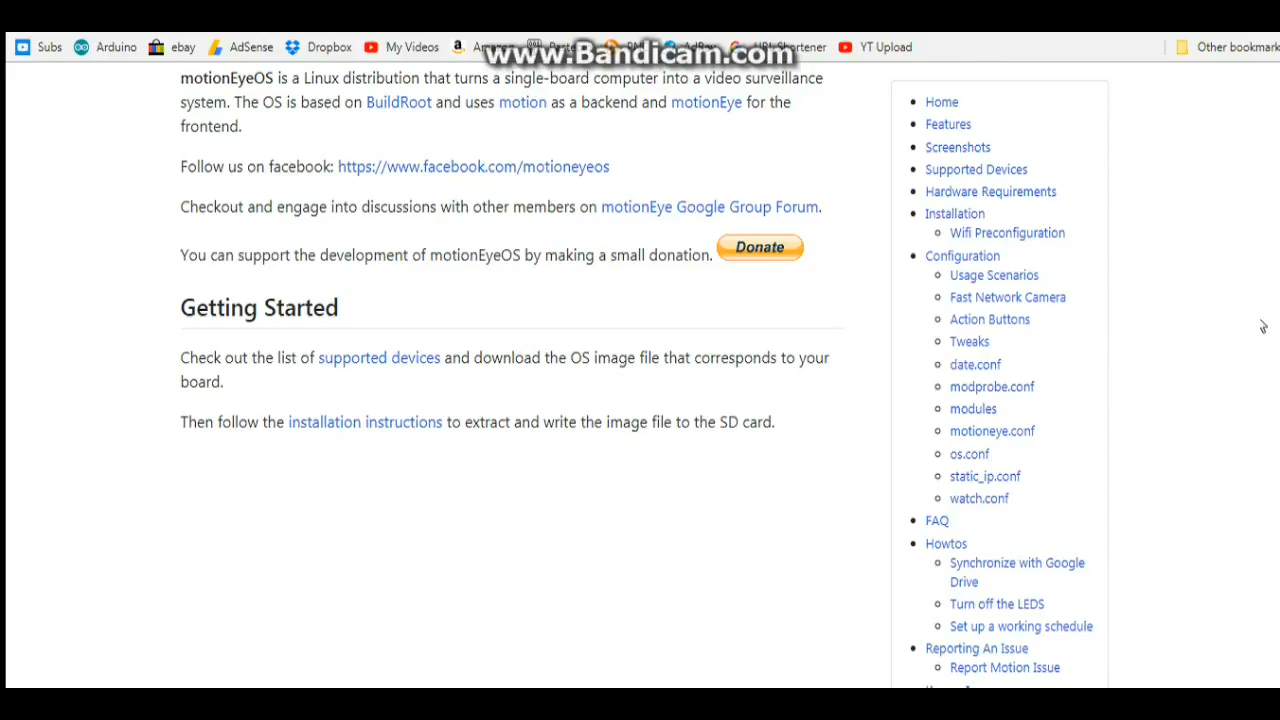 Subs Arduino ebay AdSense Dropbox My Videos Shortener YT Upload Other bookmark
www.Bandicam.com
motionEyeOS is a Linux distribution that turns a single-board computer into a video surveillance
system. The OS is based on BuildRoot and uses motion as a backend and motionEye for the
frontend.
Follow us on facebook: https://www.facebook.com/motioneyeos
Checkout and engage into discussions with other members on motionEye Google Group Forum.
You can support the development of motionEyeOS by making a small donation. Donate
Getting Started
Check out the list of supported devices and download the OS image file that corresponds to your
board.
Then follow the installation instructions to extract and write the image file to the SD card.
Home
Features
Screenshots
Supported Devices
Hardware Requirements
Installation
Wifi Preconfiguration
Configuration
Usage Scenarios
Fast Network Camera
Action Buttons
Tweaks
date.conf
modprobe.conf
modules
motioneye.conf
os.conf
static_ip.conf
watch.conf
FAQ
Howtos
Synchronize with Google
Drive
Turn off the LEDS
Set up a working schedule
Reporting An Issue
Report Motion Issue